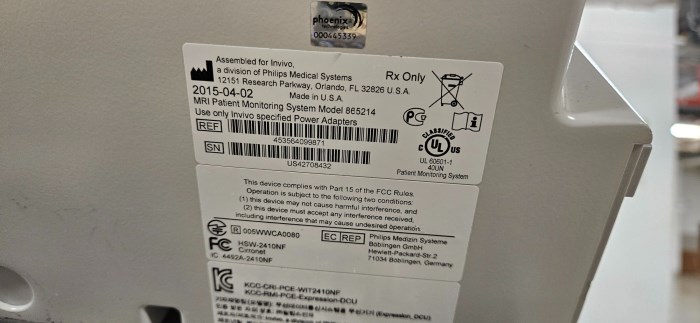 phoenix
000445339
Assembled for Invivo,
a division of Philips Medical Systems
12151 Research Parkway, Orlando, FL 32826 U.S.A.
Rx Only
2015-04-02
Made in U.S.A.
MRI Patient Monitoring System Model 865214
Use only Invivo specified Power Adapters
REF
453564099871
SN
US42708432
CLASSIFIED
C UL US
UL 60601-1
40UN
Patient Monitoring System
This device complies with Part 15 of the FCC Rules.
Operation is subject to the following two conditions:
(1) this device may not cause harmful interference, and
(2) this device must accept any interference received,
including interference that may cause undesired operation.
R 005WWCA0080
EC REP
Philips Medizin Systeme
Boblingen GmbH
Hewlett-Packard-Str.2
71034 Boblingen, Germany
FC HSW-2410NF
Cirronet
IC: 4492A-2410NF
KCC-CRI-PCE-WIT2410NF
KCC-RMI-PCE-Expression-DCU